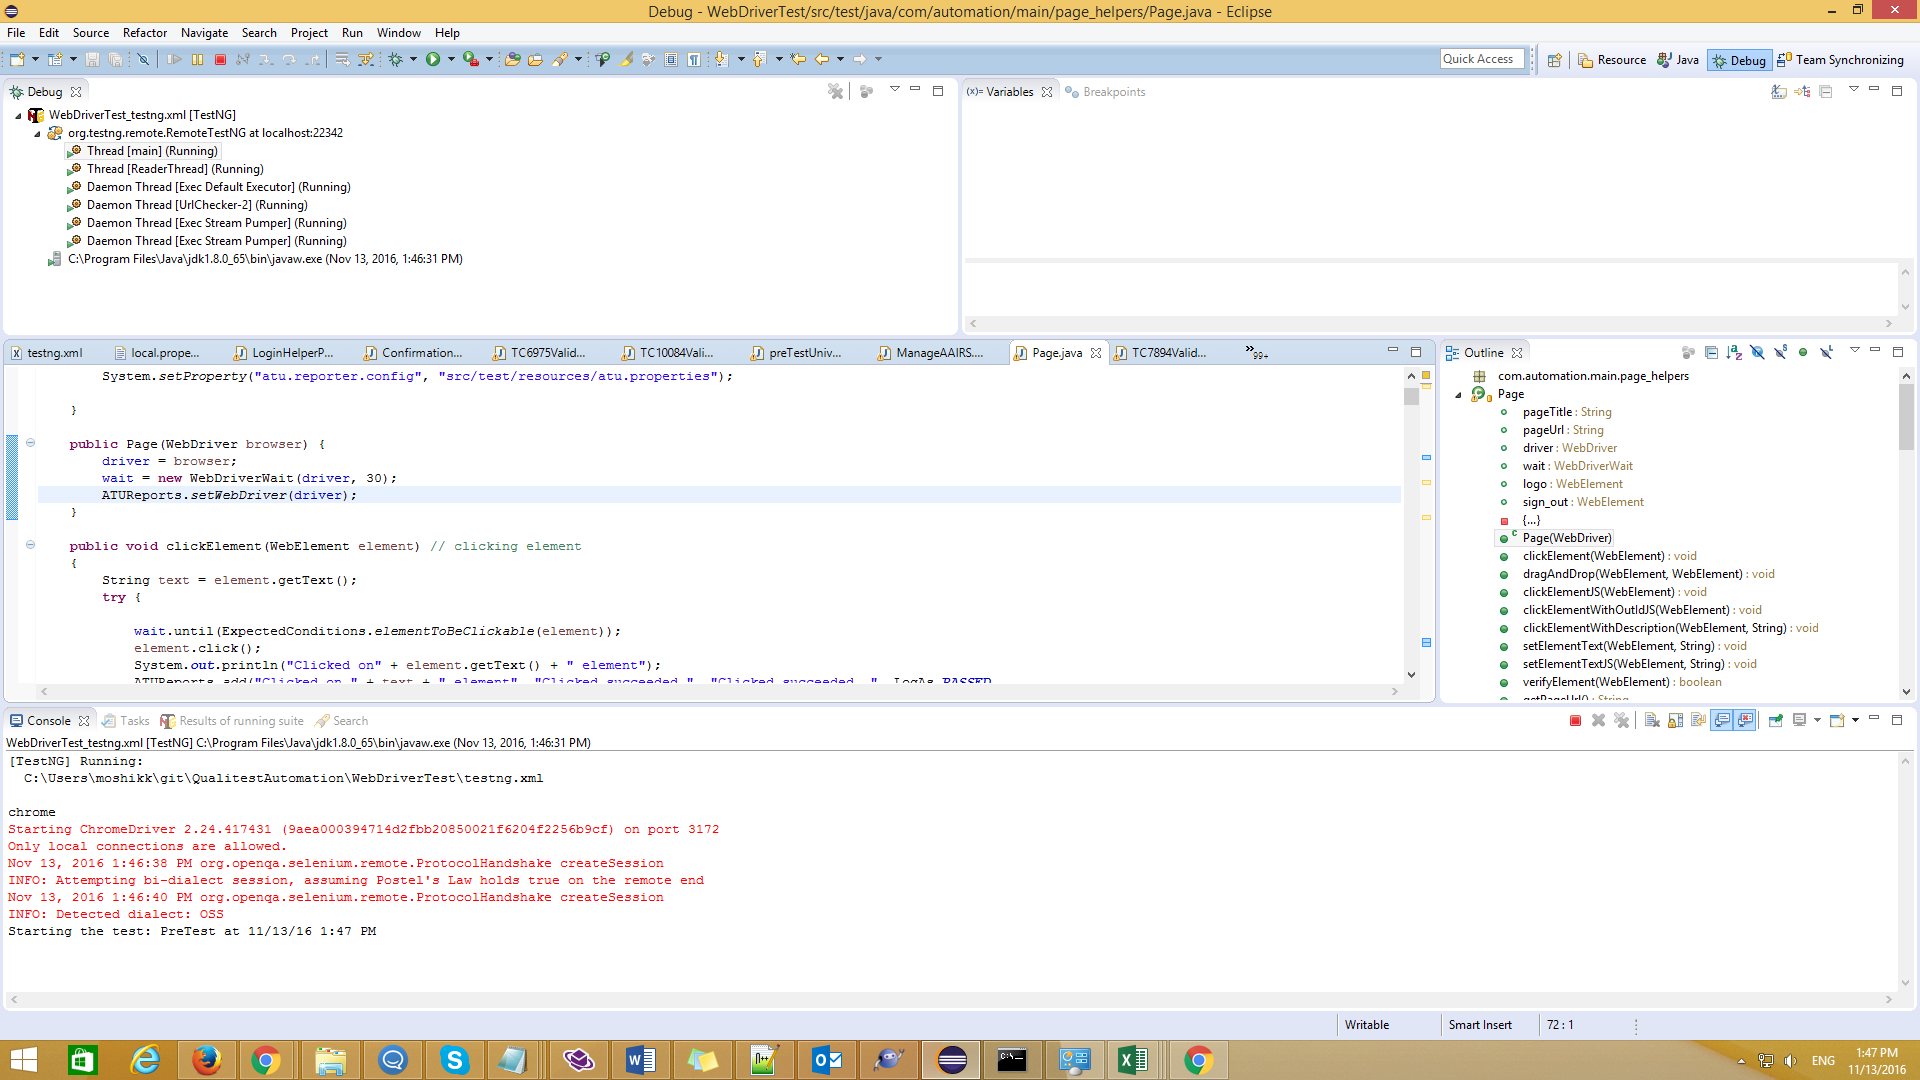 Debug - WebDriverTest/src/test/java/com/automation/main/page_helpers/Page.java - Eclipse
File Edit Source Refactor Navigate Search Project Run Window Help
Quick Access Resource Java Debug Team Synchronizing
Debug
WebDriverTest_testng.xml [TestNG]
org.testng.remote.RemoteTestNG at localhost:22342
Thread [main] (Running)
Thread [ReaderThread] (Running)
Daemon Thread [Exec Default Executor] (Running)
Daemon Thread [UrlChecker-2] (Running)
Daemon Thread [Exec Stream Pumper] (Running)
Daemon Thread [Exec Stream Pumper] (Running)
C:\Program Files\Java\jdk1.8.0_65\bin\javaw.exe (Nov 13, 2016, 1:46:31 PM)
(x)= Variables Breakpoints
testng.xml local.prope... LoginHelperP... Confirmation... TC6975Valid... TC10084Vali... preTestUniv... ManageAAIRS.... Page.java TC7894Valid... »99+
System.setProperty("atu.reporter.config", "src/test/resources/atu.properties");
}
public Page(WebDriver browser) {
driver = browser;
wait = new WebDriverWait(driver, 30);
ATUReports.setWebDriver(driver);
}
public void clickElement(WebElement element) // clicking element
{
String text = element.getText();
try {
wait.until(ExpectedConditions.elementToBeClickable(element));
element.click();
System.out.println("Clicked on" + element.getText() + " element");
ATUReports.add("Clicked on " + text + " element", "Clicked succeeded.", "Clicked succeeded..", LogAs.PASSED,
Outline
com.automation.main.page_helpers
Page
pageTitle : String
pageUrl : String
driver : WebDriver
wait : WebDriverWait
logo : WebElement
sign_out : WebElement
{...}
Page(WebDriver)
clickElement(WebElement) : void
dragAndDrop(WebElement, WebElement) : void
clickElementJS(WebElement) : void
clickElementWithOutIdJS(WebElement) : void
clickElementWithDescription(WebElement, String) : void
setElementText(WebElement, String) : void
setElementTextJS(WebElement, String) : void
verifyElement(WebElement) : boolean
getPageUrl() : String
Console Tasks Results of running suite Search
WebDriverTest_testng.xml [TestNG] C:\Program Files\Java\jdk1.8.0_65\bin\javaw.exe (Nov 13, 2016, 1:46:31 PM)
[TestNG] Running:
C:\Users\moshikk\git\QualitestAutomation\WebDriverTest\testng.xml
chrome
Starting ChromeDriver 2.24.417431 (9aea000394714d2fbb20850021f6204f2256b9cf) on port 3172
Only local connections are allowed.
Nov 13, 2016 1:46:38 PM org.openqa.selenium.remote.ProtocolHandshake createSession
INFO: Attempting bi-dialect session, assuming Postel's Law holds true on the remote end
Nov 13, 2016 1:46:40 PM org.openqa.selenium.remote.ProtocolHandshake createSession
INFO: Detected dialect: OSS
Starting the test: PreTest at 11/13/16 1:47 PM
Writable Smart Insert 72 : 1
ENG 1:47 PM
11/13/2016